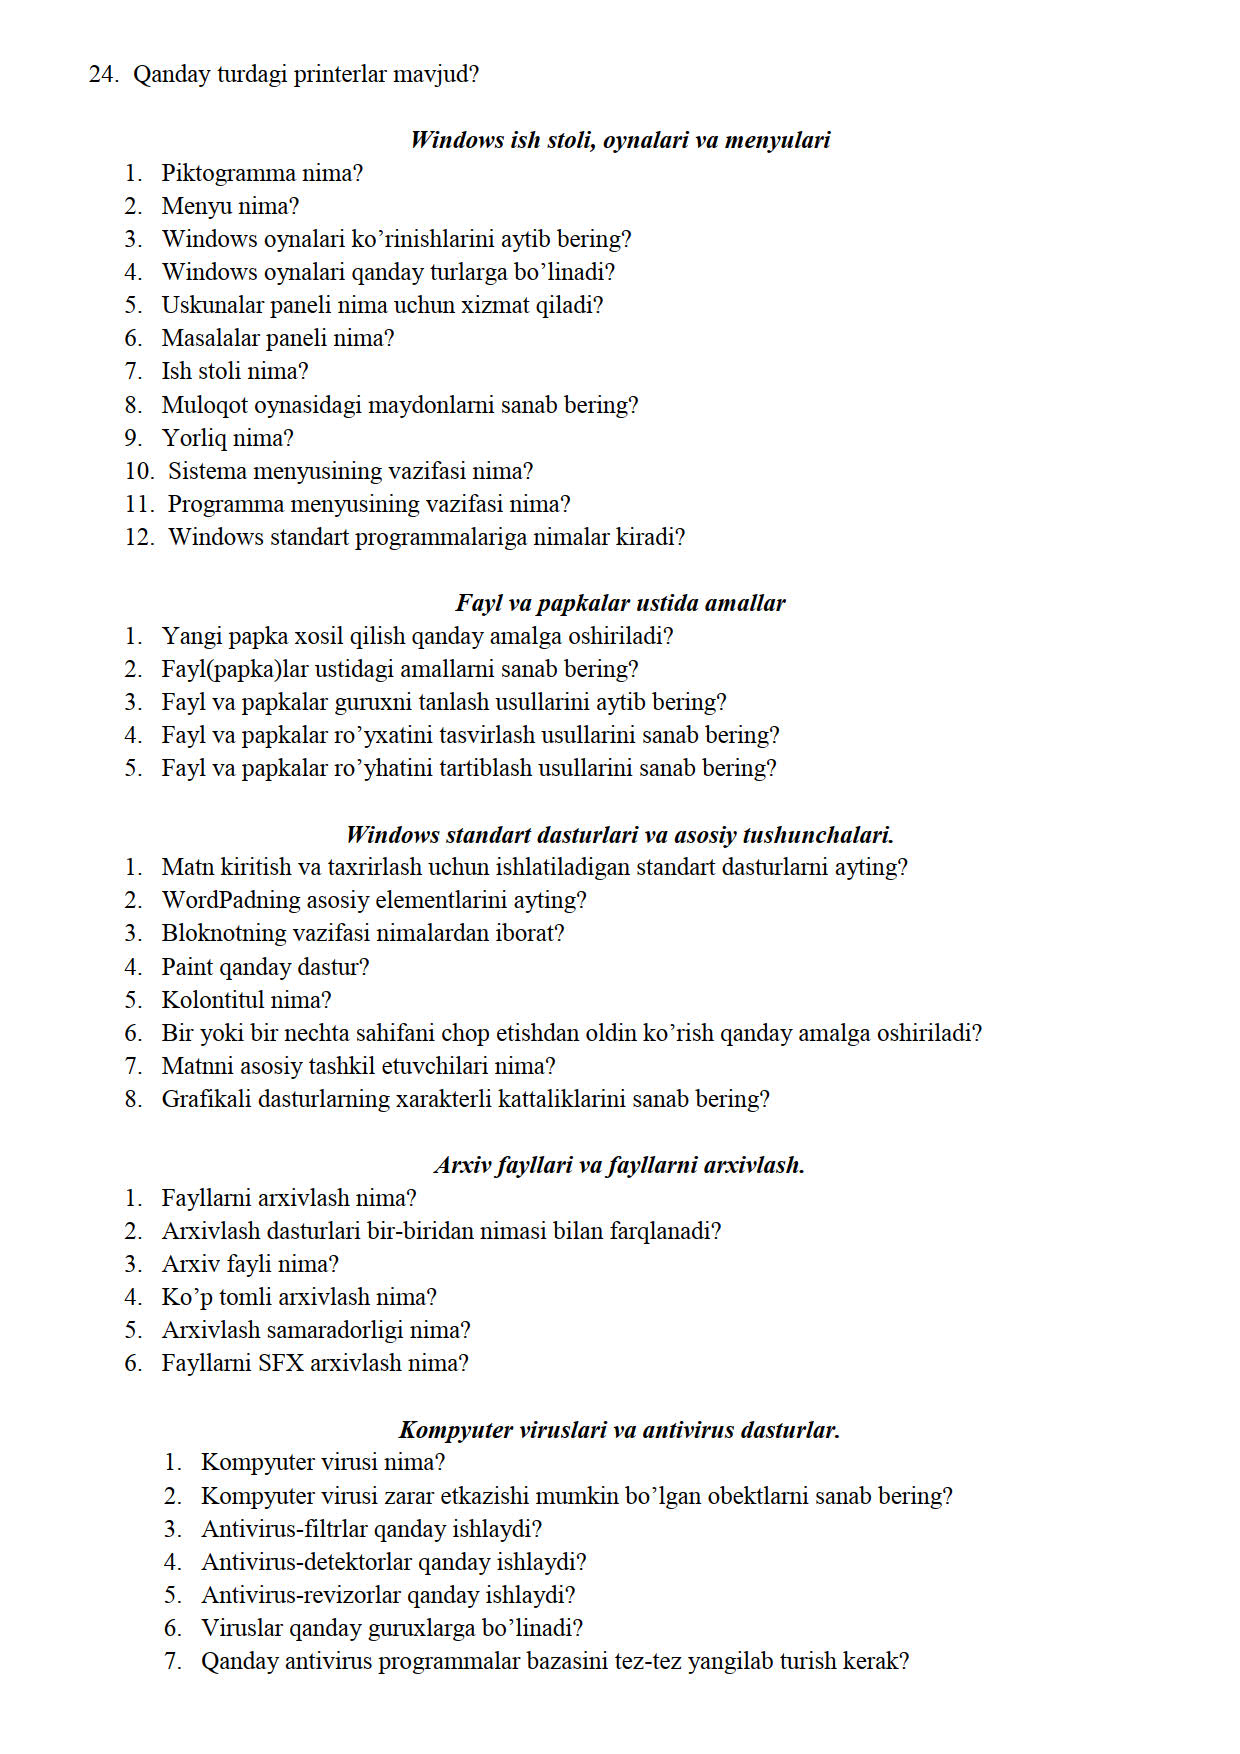 24. Qanday turdagi printerlar mavjud?
Windows ish stoli, oynalari va menyulari
1. Piktogramma nima?
2. Menyu nima?
3. Windows oynalari ko’rinishlarini aytib bering?
4. Windows oynalari qanday turlarga bo’linadi?
5. Uskunalar paneli nima uchun xizmat qiladi?
6. Masalalar paneli nima?
7. Ish stoli nima?
8. Muloqot oynasidagi maydonlarni sanab bering?
9. Yorliq nima?
10. Sistema menyusining vazifasi nima?
11. Programma menyusining vazifasi nima?
12. Windows standart programmalariga nimalar kiradi?
Fayl va papkalar ustida amallar
1. Yangi papka xosil qilish qanday amalga oshiriladi?
2. Fayl(papka)lar ustidagi amallarni sanab bering?
3. Fayl va papkalar guruxni tanlash usullarini aytib bering?
4. Fayl va papkalar ro’yxatini tasvirlash usullarini sanab bering?
5. Fayl va papkalar ro’yhatini tartiblash usullarini sanab bering?
Windows standart dasturlari va asosiy tushunchalari.
1. Matn kiritish va taxrirlash uchun ishlatiladigan standart dasturlarni ayting?
2. WordPadning asosiy elementlarini ayting?
3. Bloknotning vazifasi nimalardan iborat?
4. Paint qanday dastur?
5. Kolontitul nima?
6. Bir yoki bir nechta sahifani chop etishdan oldin ko’rish qanday amalga oshiriladi?
7. Matnni asosiy tashkil etuvchilari nima?
8. Grafikali dasturlarning xarakterli kattaliklarini sanab bering?
Arxiv fayllari va fayllarni arxivlash.
1. Fayllarni arxivlash nima?
2. Arxivlash dasturlari bir-biridan nimasi bilan farqlanadi?
3. Arxiv fayli nima?
4. Ko’p tomli arxivlash nima?
5. Arxivlash samaradorligi nima?
6. Fayllarni SFX arxivlash nima?
Kompyuter viruslari va antivirus dasturlar.
1. Kompyuter virusi nima?
2. Kompyuter virusi zarar etkazishi mumkin bo’lgan obektlarni sanab bering?
3. Antivirus-filtrlar qanday ishlaydi?
4. Antivirus-detektorlar qanday ishlaydi?
5. Antivirus-revizorlar qanday ishlaydi?
6. Viruslar qanday guruxlarga bo’linadi?
7. Qanday antivirus programmalar bazasini tez-tez yangilab turish kerak?